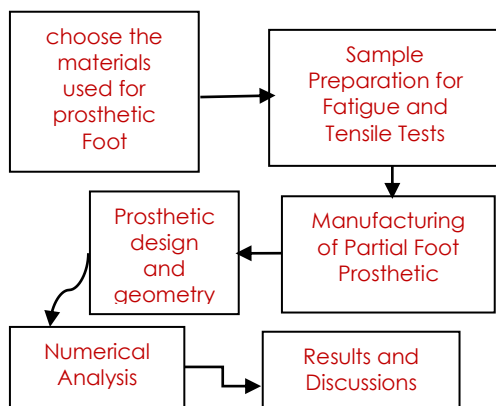 choose the
materials
used for
prosthetic
Foot
Sample
Preparation for
Fatigue and
Tensile Tests
Manufacturing
of Partial Foot
Prosthetic
Prosthetic
design
and
geometry
Numerical
Analysis
Results and
Discussions